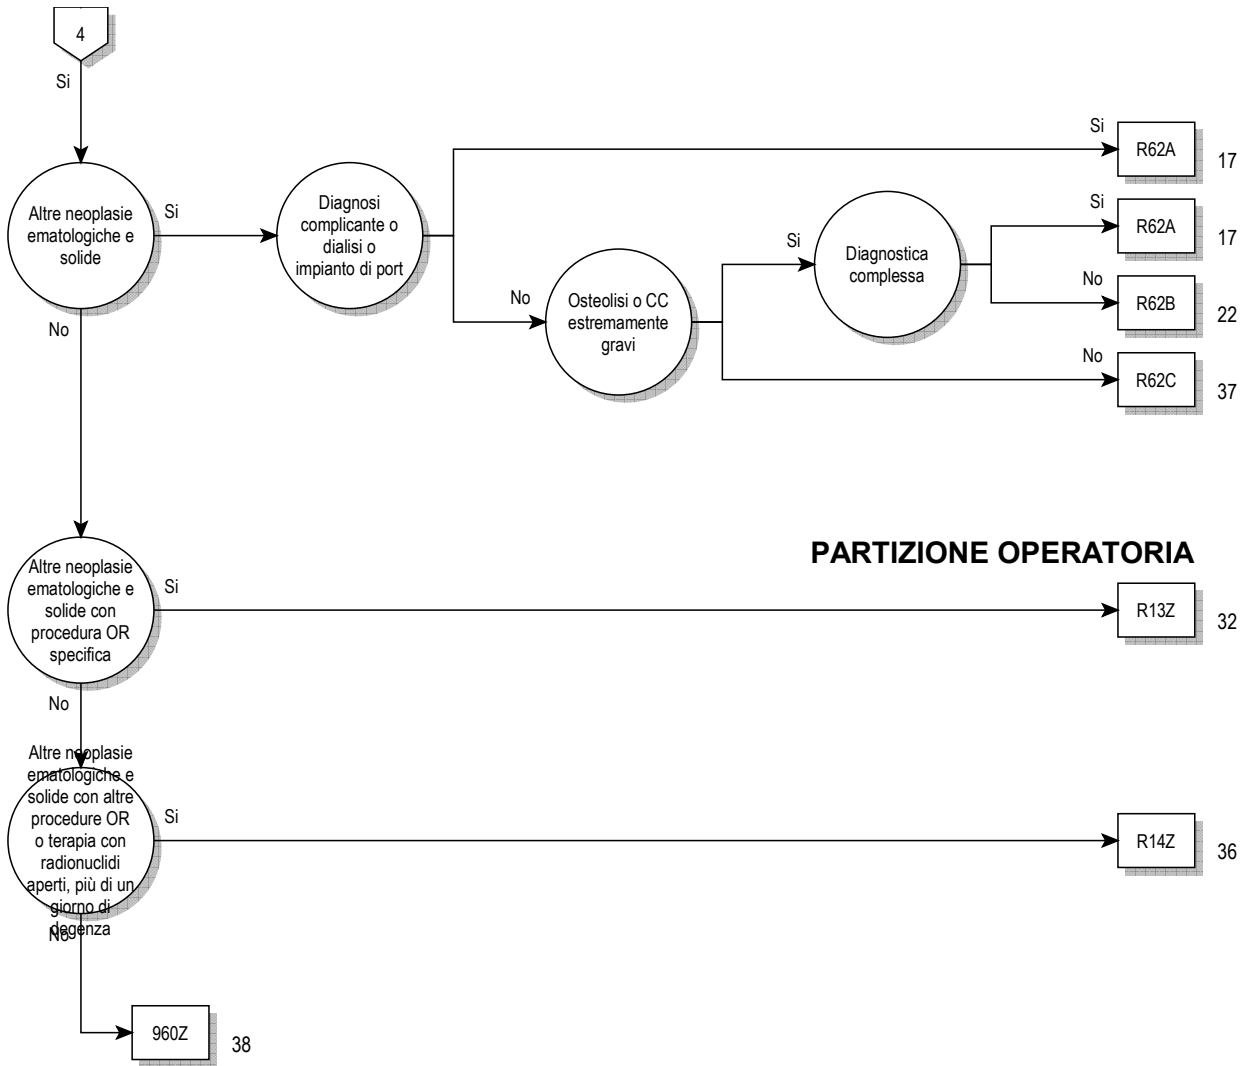 4
Si
Altre neoplasie
ematologiche e
solide
Si
No
Diagnosi
complicante o
dialisi o
impianto di port
Si
R62A
17
No
Osteolisi o CC
estremamente
gravi
Si
Diagnostica
complessa
Si
R62A
17
No
R62B
22
No
R62C
37
PARTIZIONE OPERATORIA
Altre neoplasie
ematologiche e
solide con
procedura OR
specifica
Si
R13Z
32
No
Altre neoplasie
ematologiche e
solide con altre
procedure OR
o terapia con
radionuclidi
aperti, più di un
giorno di
degenza
Si
R14Z
36
No
960Z
38